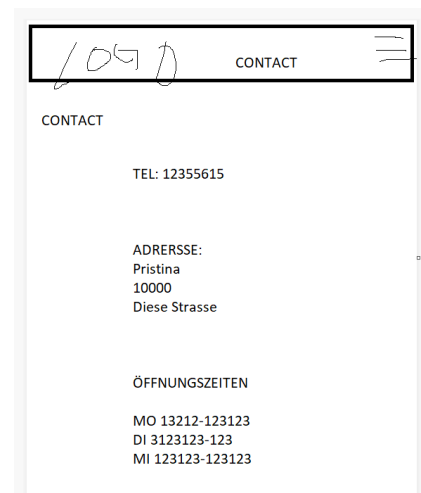 LOGO
CONTACT
CONTACT
TEL: 12355615
ADRERSSE:
Pristina
10000
Diese Strasse
ÖFFNUNGSZEITEN
MO 13212-123123
DI 3123123-123
MI 123123-123123